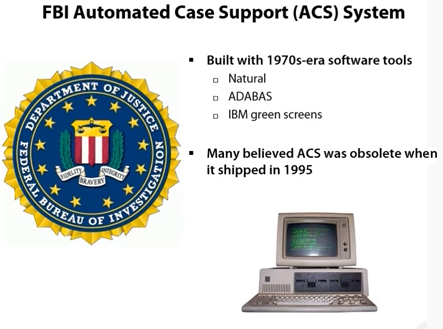 FBI Automated Case Support (ACS) System
Built with 1970s-era software tools
Natural
ADABAS
IBM green screens
Many believed ACS was obsolete when
it shipped in 1995
DEPARTMENT OF JUSTICE
FEDERAL BUREAU OF INVESTIGATION
FIDELITY
BRAVERY
INTEGRITY